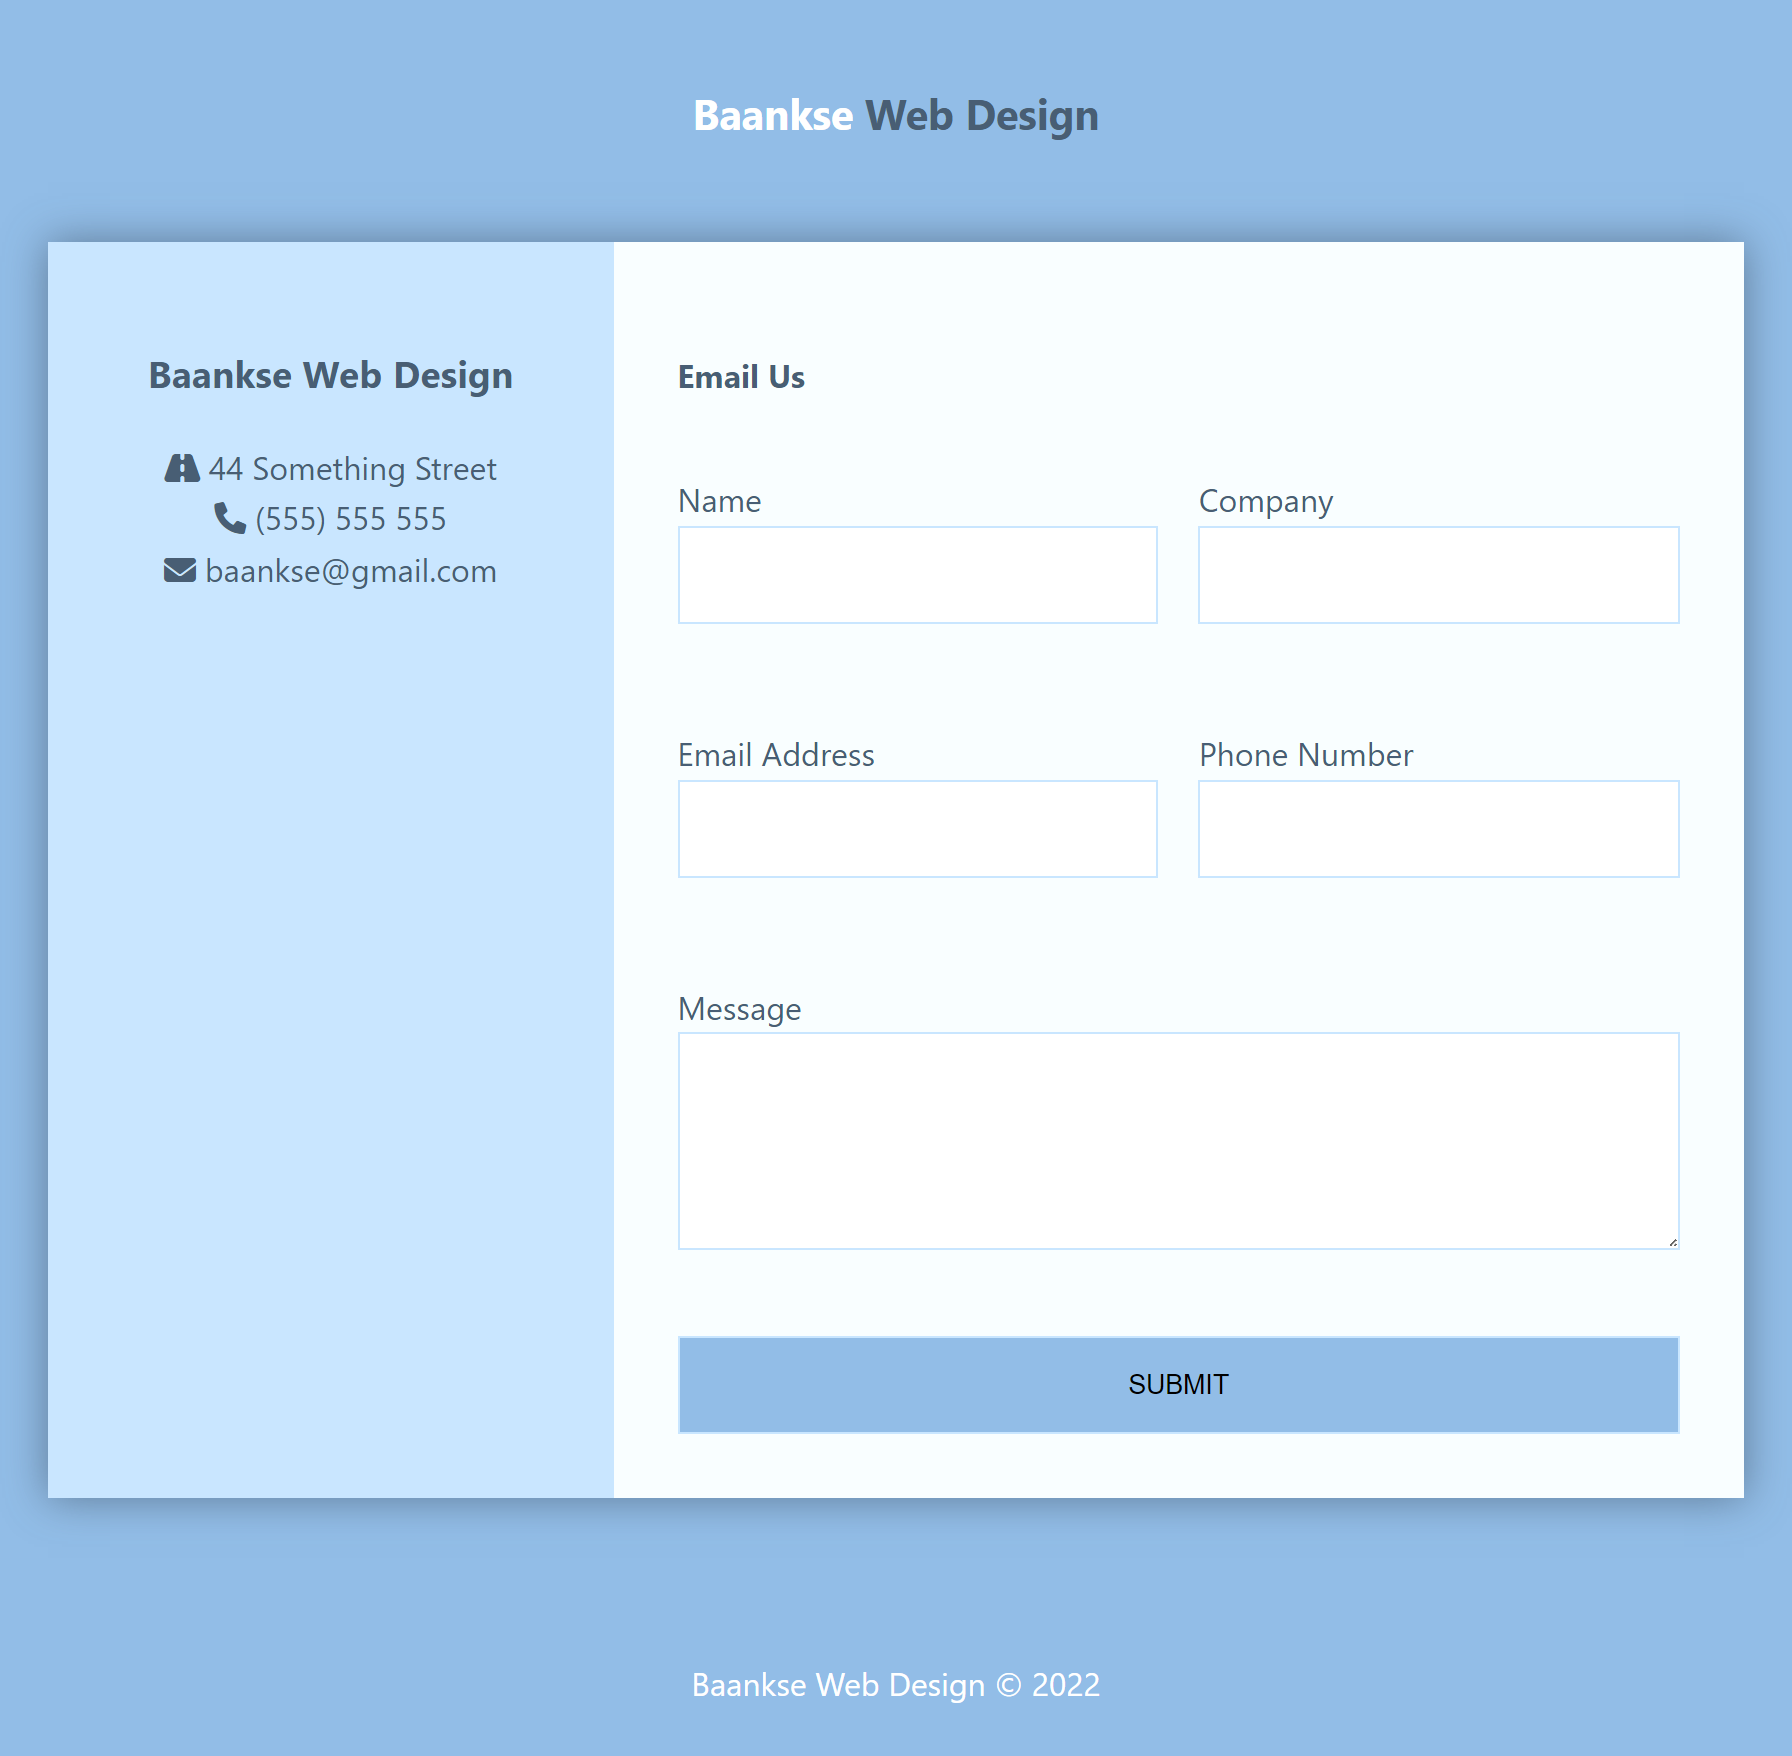 Baankse Web Design
Baankse Web Design
44 Something Street
(555) 555 555
baankse@gmail.com
Email Us
Name
Company
Email Address
Phone Number
Message
SUBMIT
Baankse Web Design © 2022